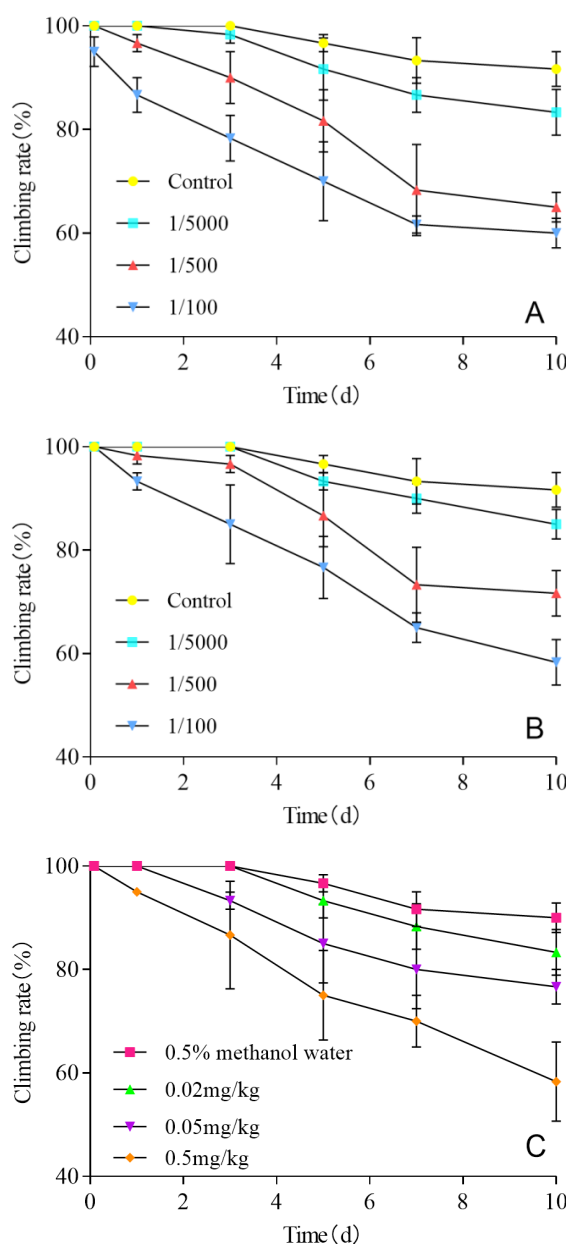 100
80
60
40
Climbing rate(%)
Control
1/5000
1/500
1/100
A
0 2 4 6 8 10
Time(d)
100
80
60
40
Climbing rate(%)
Control
1/5000
1/500
1/100
B
0 2 4 6 8 10
Time(d)
100
80
60
40
Climbing rate(%)
0.5% methanol water
0.02mg/kg
0.05mg/kg
0.5mg/kg
C
0 2 4 6 8 10
Time(d)